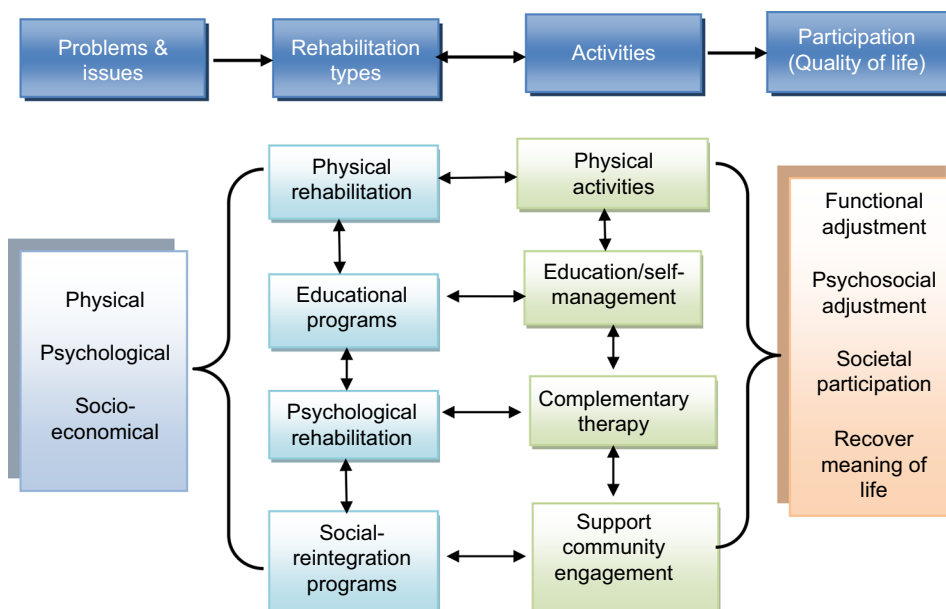 Problems &
issues
Rehabilitation
types
Activities
Participation
(Quality of life)
Physical
Psychological
Socio-
economical
Physical
rehabilitation
Educational
programs
Psychological
rehabilitation
Social-
reintegration
programs
Physical
activities
Education/self-
management
Complementary
therapy
Support
community
engagement
Functional
adjustment
Psychosocial
adjustment
Societal
participation
Recover
meaning of
life